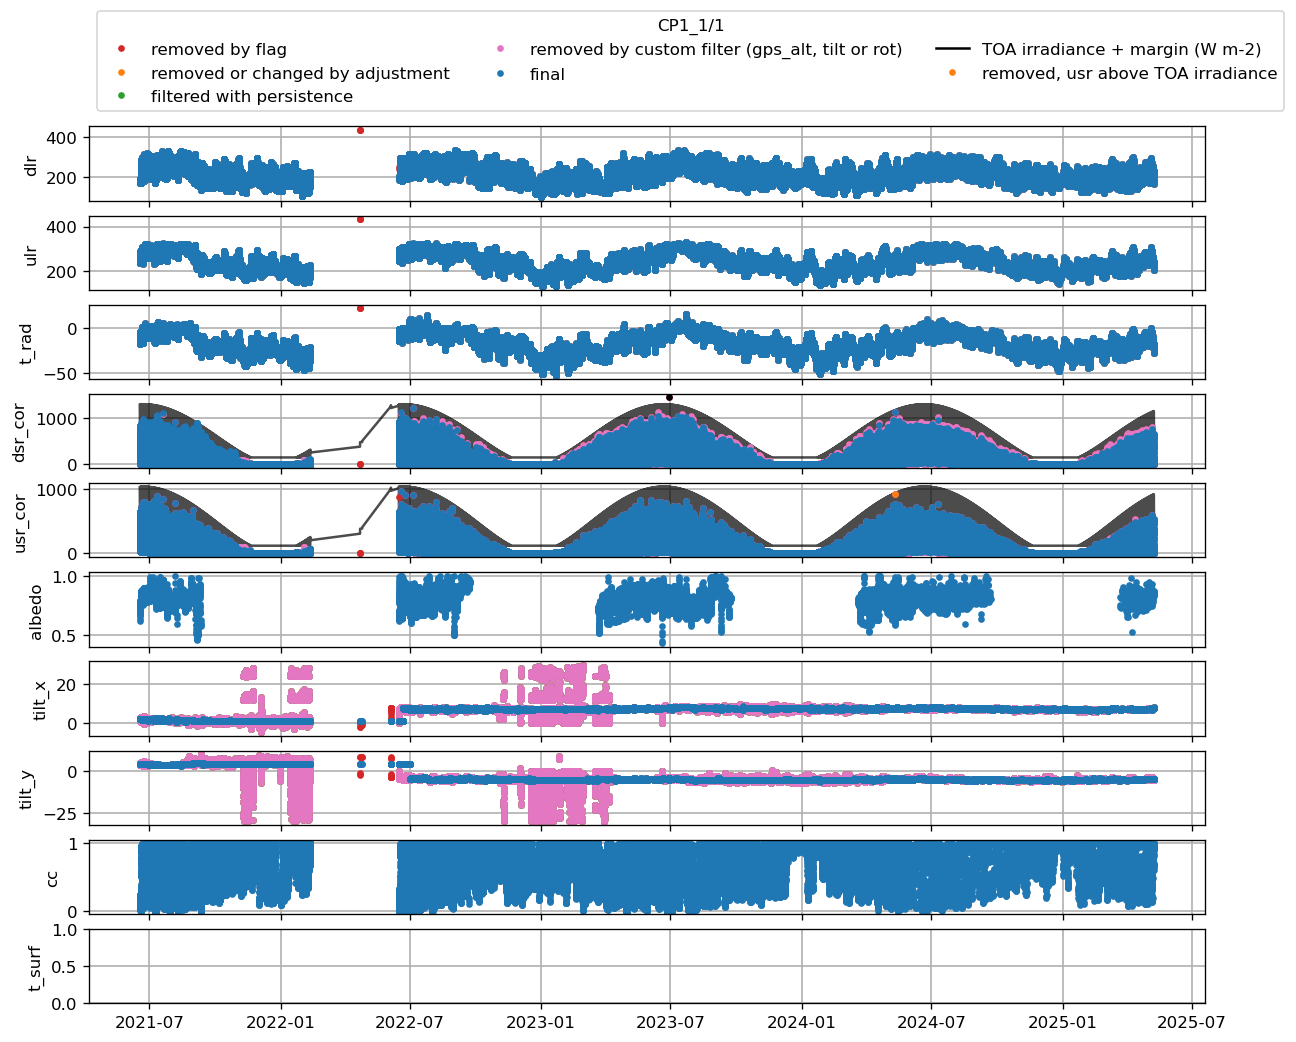 CP1_1/1
removed by flag
removed or changed by adjustment
filtered with persistence
removed by custom filter (gps_alt, tilt or rot)
final
TOA irradiance + margin (W m-2)
removed, usr above TOA irradiance
400
200
dlr
400
200
ulr
0
−50
t_rad
1000
0
dsr_cor
1000
0
usr_cor
1.0
0.5
albedo
20
0
tilt_x
0
−25
tilt_y
1
0
cc
1.0
0.5
0.0
t_surf
2021-07
2022-01
2022-07
2023-01
2023-07
2024-01
2024-07
2025-01
2025-07